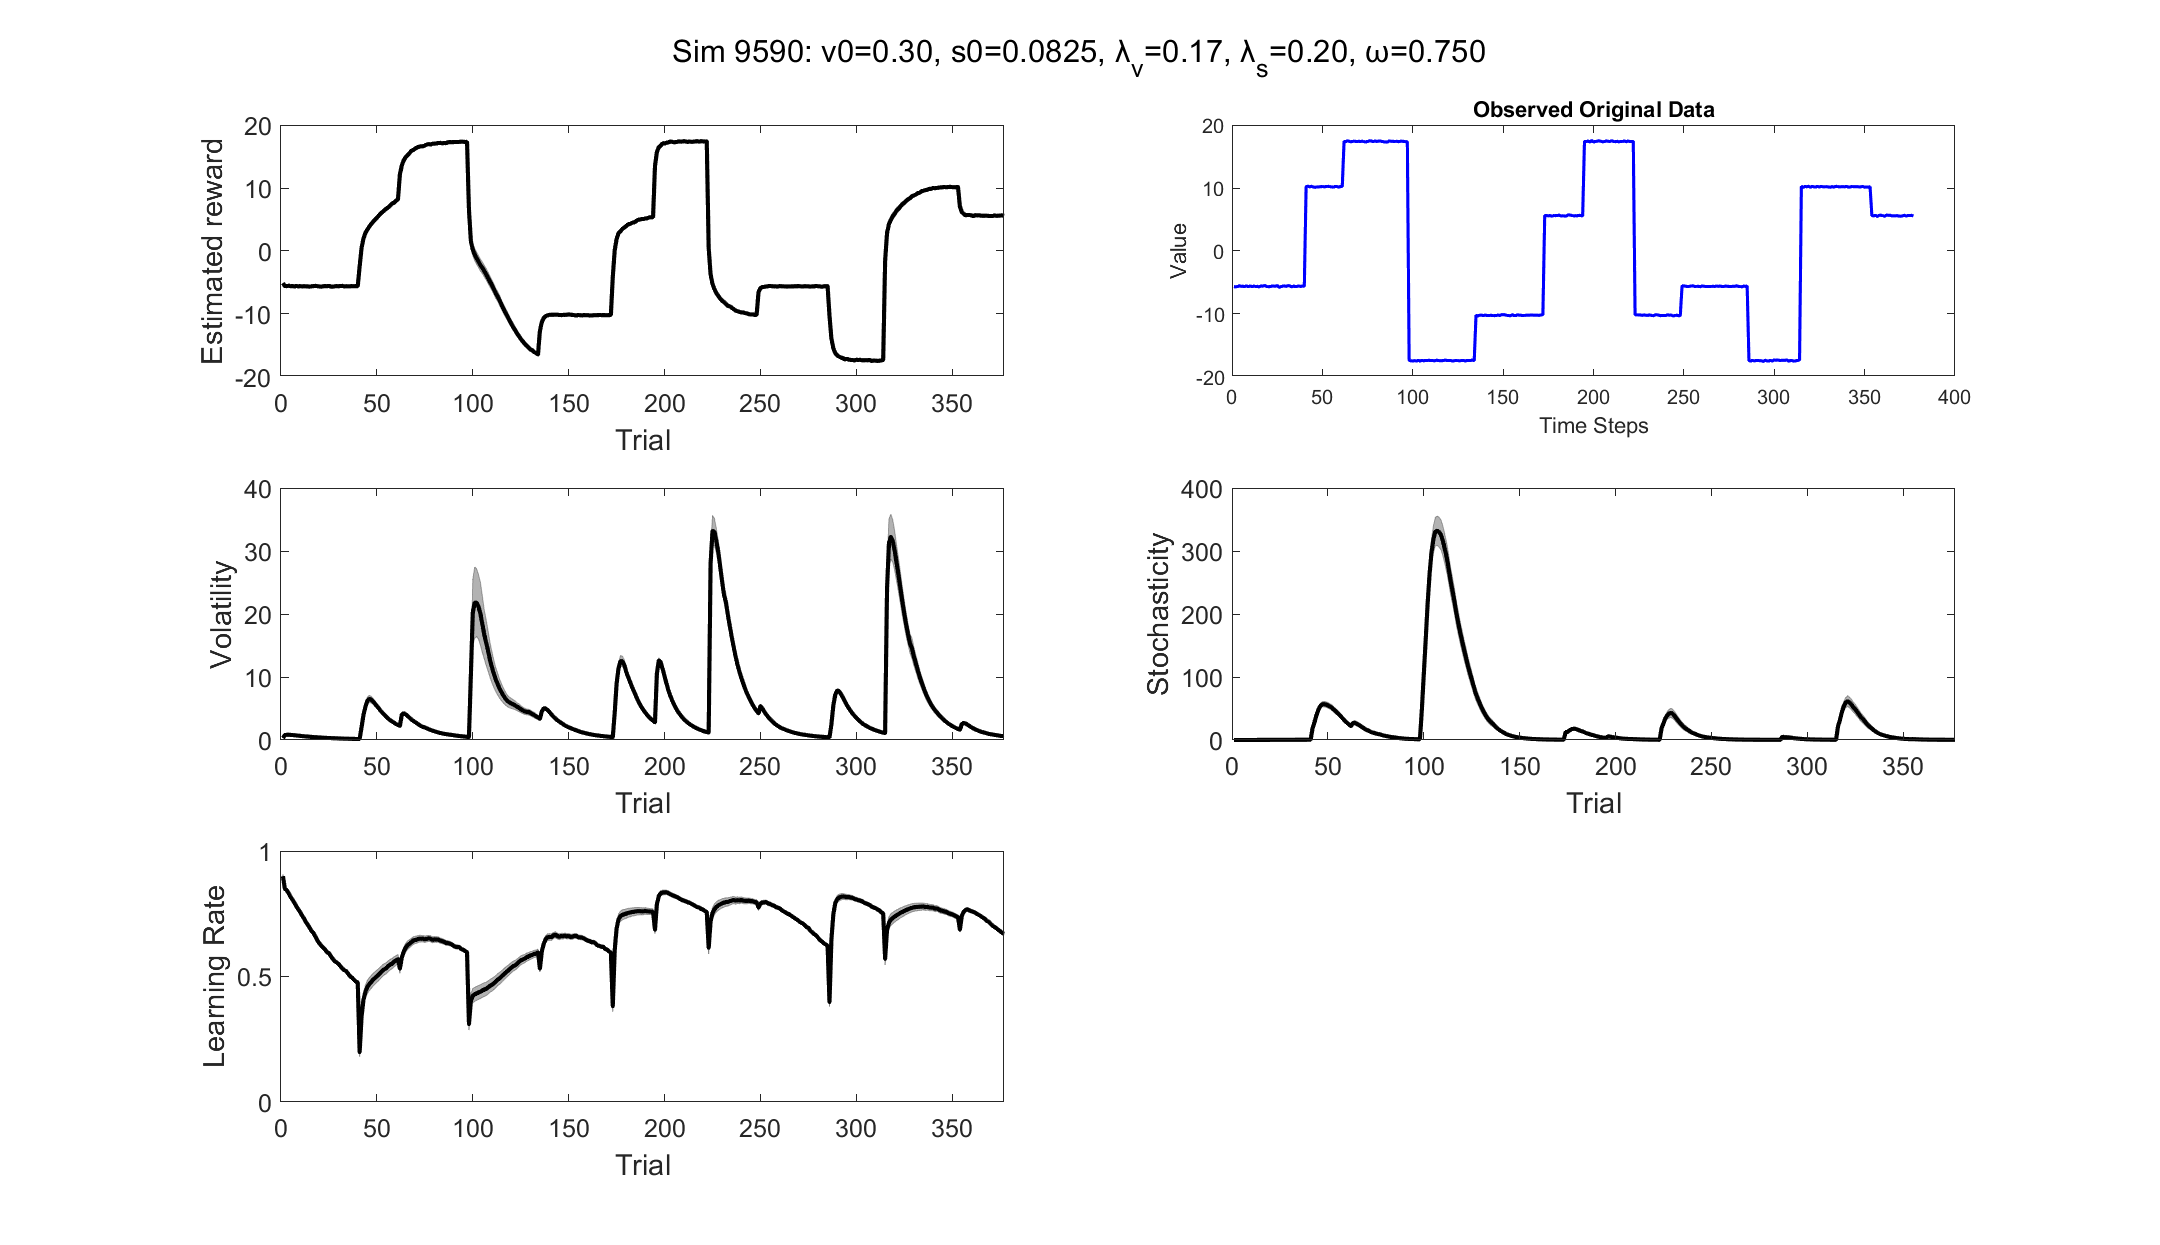 Sim 9590: v0=0.30, s0=0.0825, λv=0.17, λs=0.20, ω=0.750
Estimated reward
20
10
0
-10
-20
0 50 100 150 200 250 300 350
Trial
Observed Original Data
Value
20
10
0
-10
-20
0 50 100 150 200 250 300 350 400
Time Steps
Volatility
40
30
20
10
0
0 50 100 150 200 250 300 350
Trial
Stochasticity
400
300
200
100
0
0 50 100 150 200 250 300 350
Trial
Learning Rate
1
0.5
0
0 50 100 150 200 250 300 350
Trial